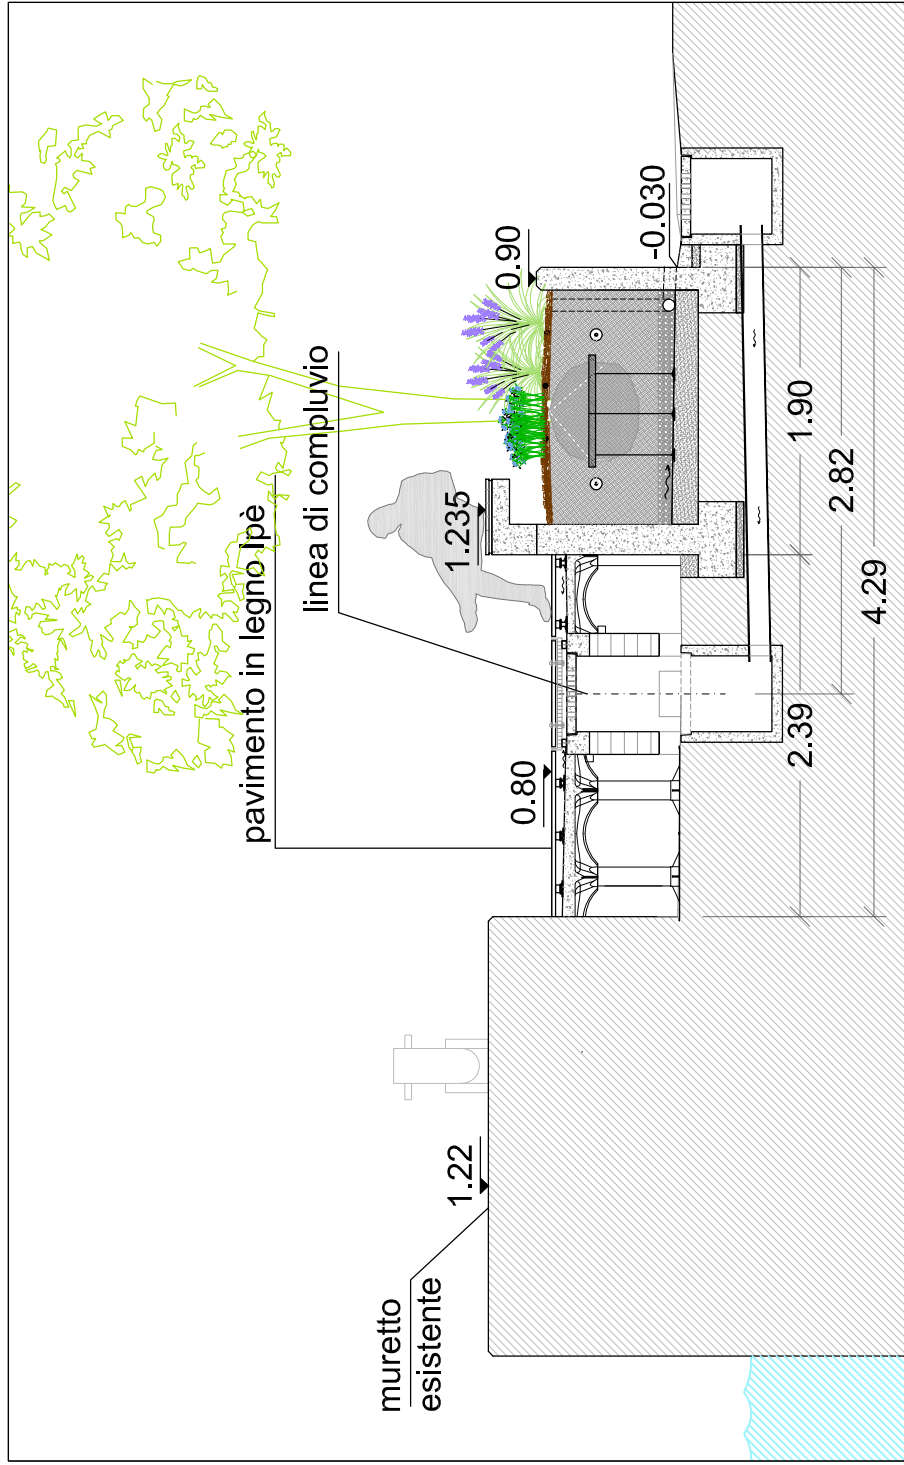 pavimento in legno Ipè
linea di compluvio
muretto
esistente
1.22
1.235
0.90
0.80
-0.030
2.39
1.90
2.82
4.29